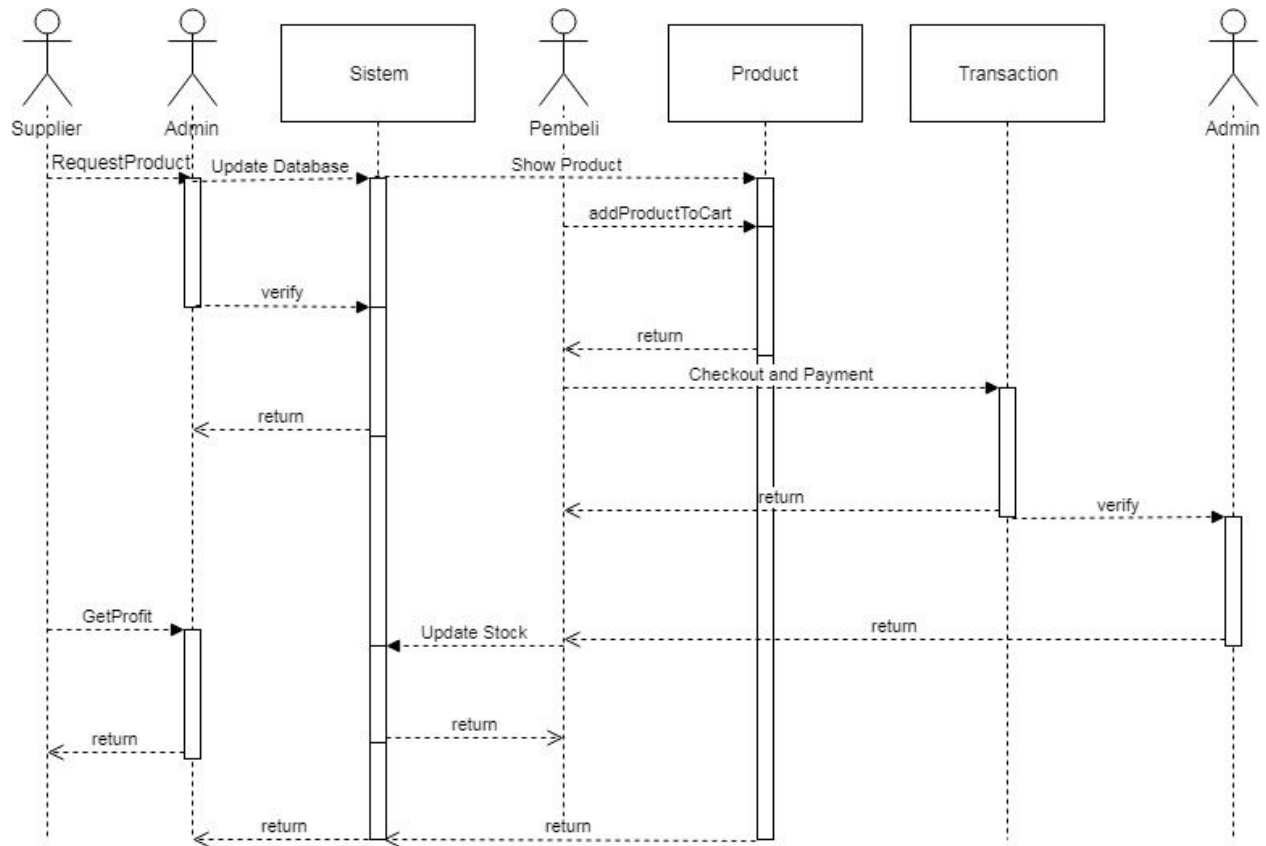 Sistem
Product
Transaction
Supplier
Admin
Pembeli
Admin
RequestProduct
Update Database
Show Product
addProductToCart
verify
return
Checkout and Payment
return
return
verify
GetProfit
Update Stock
return
return
return
return
return